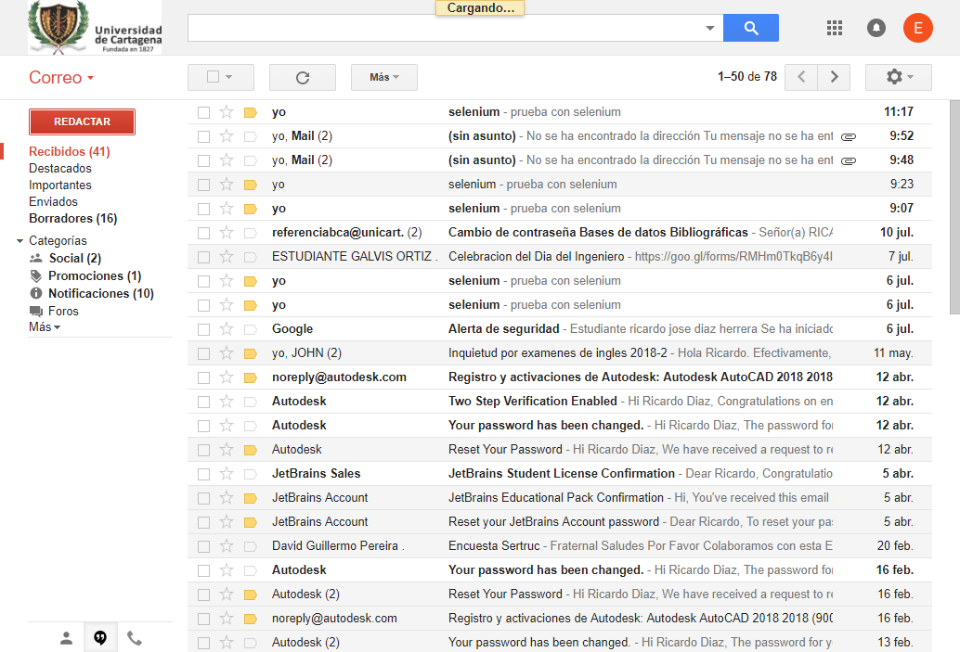 Cargando...
Universidad
de Cartagena
Fundada en 1827
E
Correo
Más
1–50 de 78
REDACTAR
Recibidos (41)
Destacados
Importantes
Enviados
Borradores (16)
Categorías
Social (2)
Promociones (1)
Notificaciones (10)
Foros
Más
yo selenium - prueba con selenium 11:17
yo, Mail (2) (sin asunto) - No se ha encontrado la dirección Tu mensaje no se ha ent 9:52
yo, Mail (2) (sin asunto) - No se ha encontrado la dirección Tu mensaje no se ha ent 9:48
yo selenium - prueba con selenium 9:23
yo selenium - prueba con selenium 9:07
referenciabca@unicart. (2) Cambio de contraseña Bases de datos Bibliográficas - Señor(a) RICA 10 jul.
ESTUDIANTE GALVIS ORTIZ . Celebracion del Dia del Ingeniero - https://goo.gl/forms/RMHm0TkqB6y4I 7 jul.
yo selenium - prueba con selenium 6 jul.
yo selenium - prueba con selenium 6 jul.
Google Alerta de seguridad - Estudiante ricardo jose diaz herrera Se ha iniciado 6 jul.
yo, JOHN (2) Inquietud por examenes de ingles 2018-2 - Hola Ricardo. Efectivamente, 11 may.
noreply@autodesk.com Registro y activaciones de Autodesk: Autodesk AutoCAD 2018 2018 12 abr.
Autodesk Two Step Verification Enabled - Hi Ricardo Diaz, Congratulations on en 12 abr.
Autodesk Your password has been changed. - Hi Ricardo Diaz, The password for 12 abr.
Autodesk Reset Your Password - Hi Ricardo Diaz, We have received a request to re 12 abr.
JetBrains Sales JetBrains Student License Confirmation - Dear Ricardo, Congratulatio 5 abr.
JetBrains Account JetBrains Educational Pack Confirmation - Hi, You've received this email 5 abr.
JetBrains Account Reset your JetBrains Account password - Dear Ricardo, To reset your pa 5 abr.
David Guillermo Pereira . Encuesta Sertruc - Fraternal Saludes Por Favor Colaboramos con esta E 20 feb.
Autodesk Your password has been changed. - Hi Ricardo Diaz, The password for 16 feb.
Autodesk (2) Reset Your Password - Hi Ricardo Diaz, We have received a request to re 16 feb.
noreply@autodesk.com Registro y activaciones de Autodesk: Autodesk AutoCAD 2018 2018 (900 16 feb.
Autodesk (2) Your password has been changed. - Hi Ricardo Diaz, The password for y 13 feb.